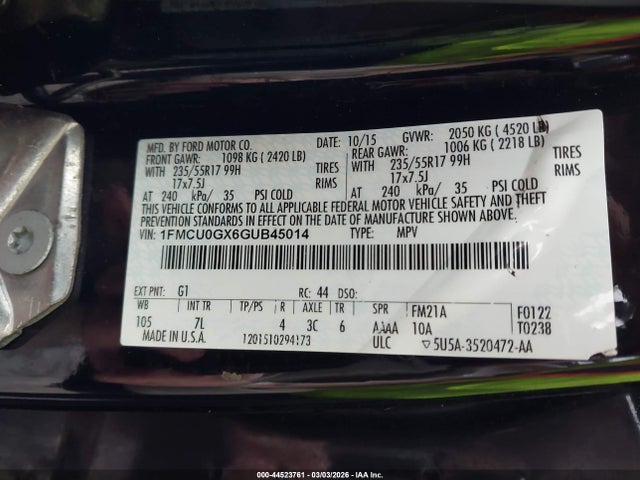 MFD. BY FORD MOTOR CO. DATE: 10/15 GVWR: 2050 KG (4520 LB)
FRONT GAWR: 1098 KG (2420 LB) REAR GAWR: 1006 KG (2218 LB)
WITH 235/55R17 99H TIRES WITH 235/55R17 99H TIRES
17x7.5J RIMS 17x7.5J RIMS
AT 240 kPa/ 35 PSI COLD AT 240 kPa/ 35 PSI COLD
THIS VEHICLE CONFORMS TO ALL APPLICABLE FEDERAL MOTOR VEHICLE SAFETY AND THEFT
PREVENTION STANDARDS IN EFFECT ON THE DATE OF MANUFACTURE SHOWN ABOVE.
VIN: 1FMCU0GX6GUB45014 TYPE: MPV
EXT PNT: G1 RC: 44 DSO:
WB INT TR TP/PS R AXLE TR SPR FM21A F0122
105 7L 4 3C 6 AAAA 10A T0238
MADE IN U.S.A. 1201510294173 ULC ▽5U5A-3520472-AA
000-44523761 - 03/03/2026 - IAA Inc.